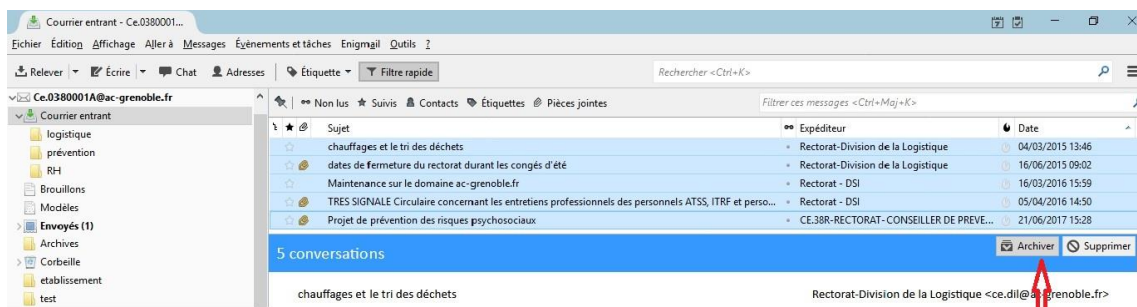 Courrier entrant - Ce.0380001...
Fichier Édition Affichage Aller à Messages Évènements et tâches Enigmail Outils ?
Relever Écrire Chat Adresses Étiquette Filtre rapide Rechercher <Ctrl+K>
Ce.0380001A@ac-grenoble.fr
Non lus Suivis Contacts Étiquettes Pièces jointes Filtrer ces messages <Ctrl+Maj+K>
Courrier entrant
Sujet Expéditeur Date
logistique
chauffages et le tri des déchets Rectorat-Division de la Logistique 04/03/2015 13:46
prévention
dates de fermeture du rectorat durant les congés d'été Rectorat-Division de la Logistique 16/06/2015 09:02
RH
Maintenance sur le domaine ac-grenoble.fr Rectorat - DSI 16/03/2016 15:59
Brouillons
TRES SIGNALE Circulaire concernant les entretiens professionnels des personnels ATSS, ITRF et perso... Rectorat - DSI 05/04/2016 14:50
Modèles
Projet de prévention des risques psychosociaux CE.38R-RECTORAT- CONSEILLER DE PREVE... 21/06/2017 15:28
Envoyés (1)
Archives
5 conversations Archiver Supprimer
Corbeille
etablissement
chauffages et le tri des déchets Rectorat-Division de la Logistique <ce.dil@ac-grenoble.fr>
test